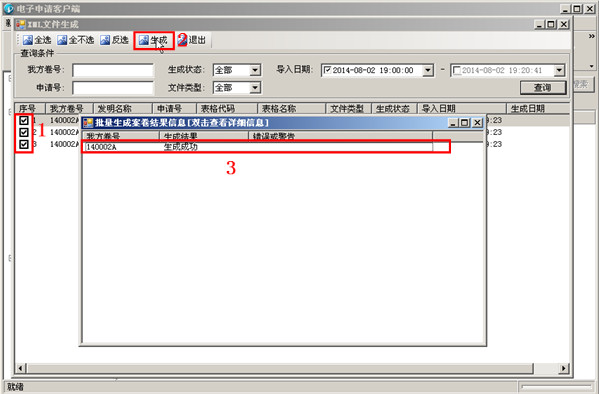 电子申请客户端
XML文件生成
全选 全不选 反选 生成 退出
2
查询条件
我方卷号: 生成状态: 全部 导入日期: 2014-08-02 19:00:00 - 2014-08-02 19:20:41
申请号: 文件类型: 全部 查询
搜索
序号 我方卷号 发明名称 申请号 表格代码 表格名称 文件类型 生成状态 导入日期 生成日期
1 140002A
批量生成案卷结果信息[双击查看详细信息]
1
2 140002A
我方卷号 生成结果 错误或警告
3 140002A
140002A 生成成功
3
就绪